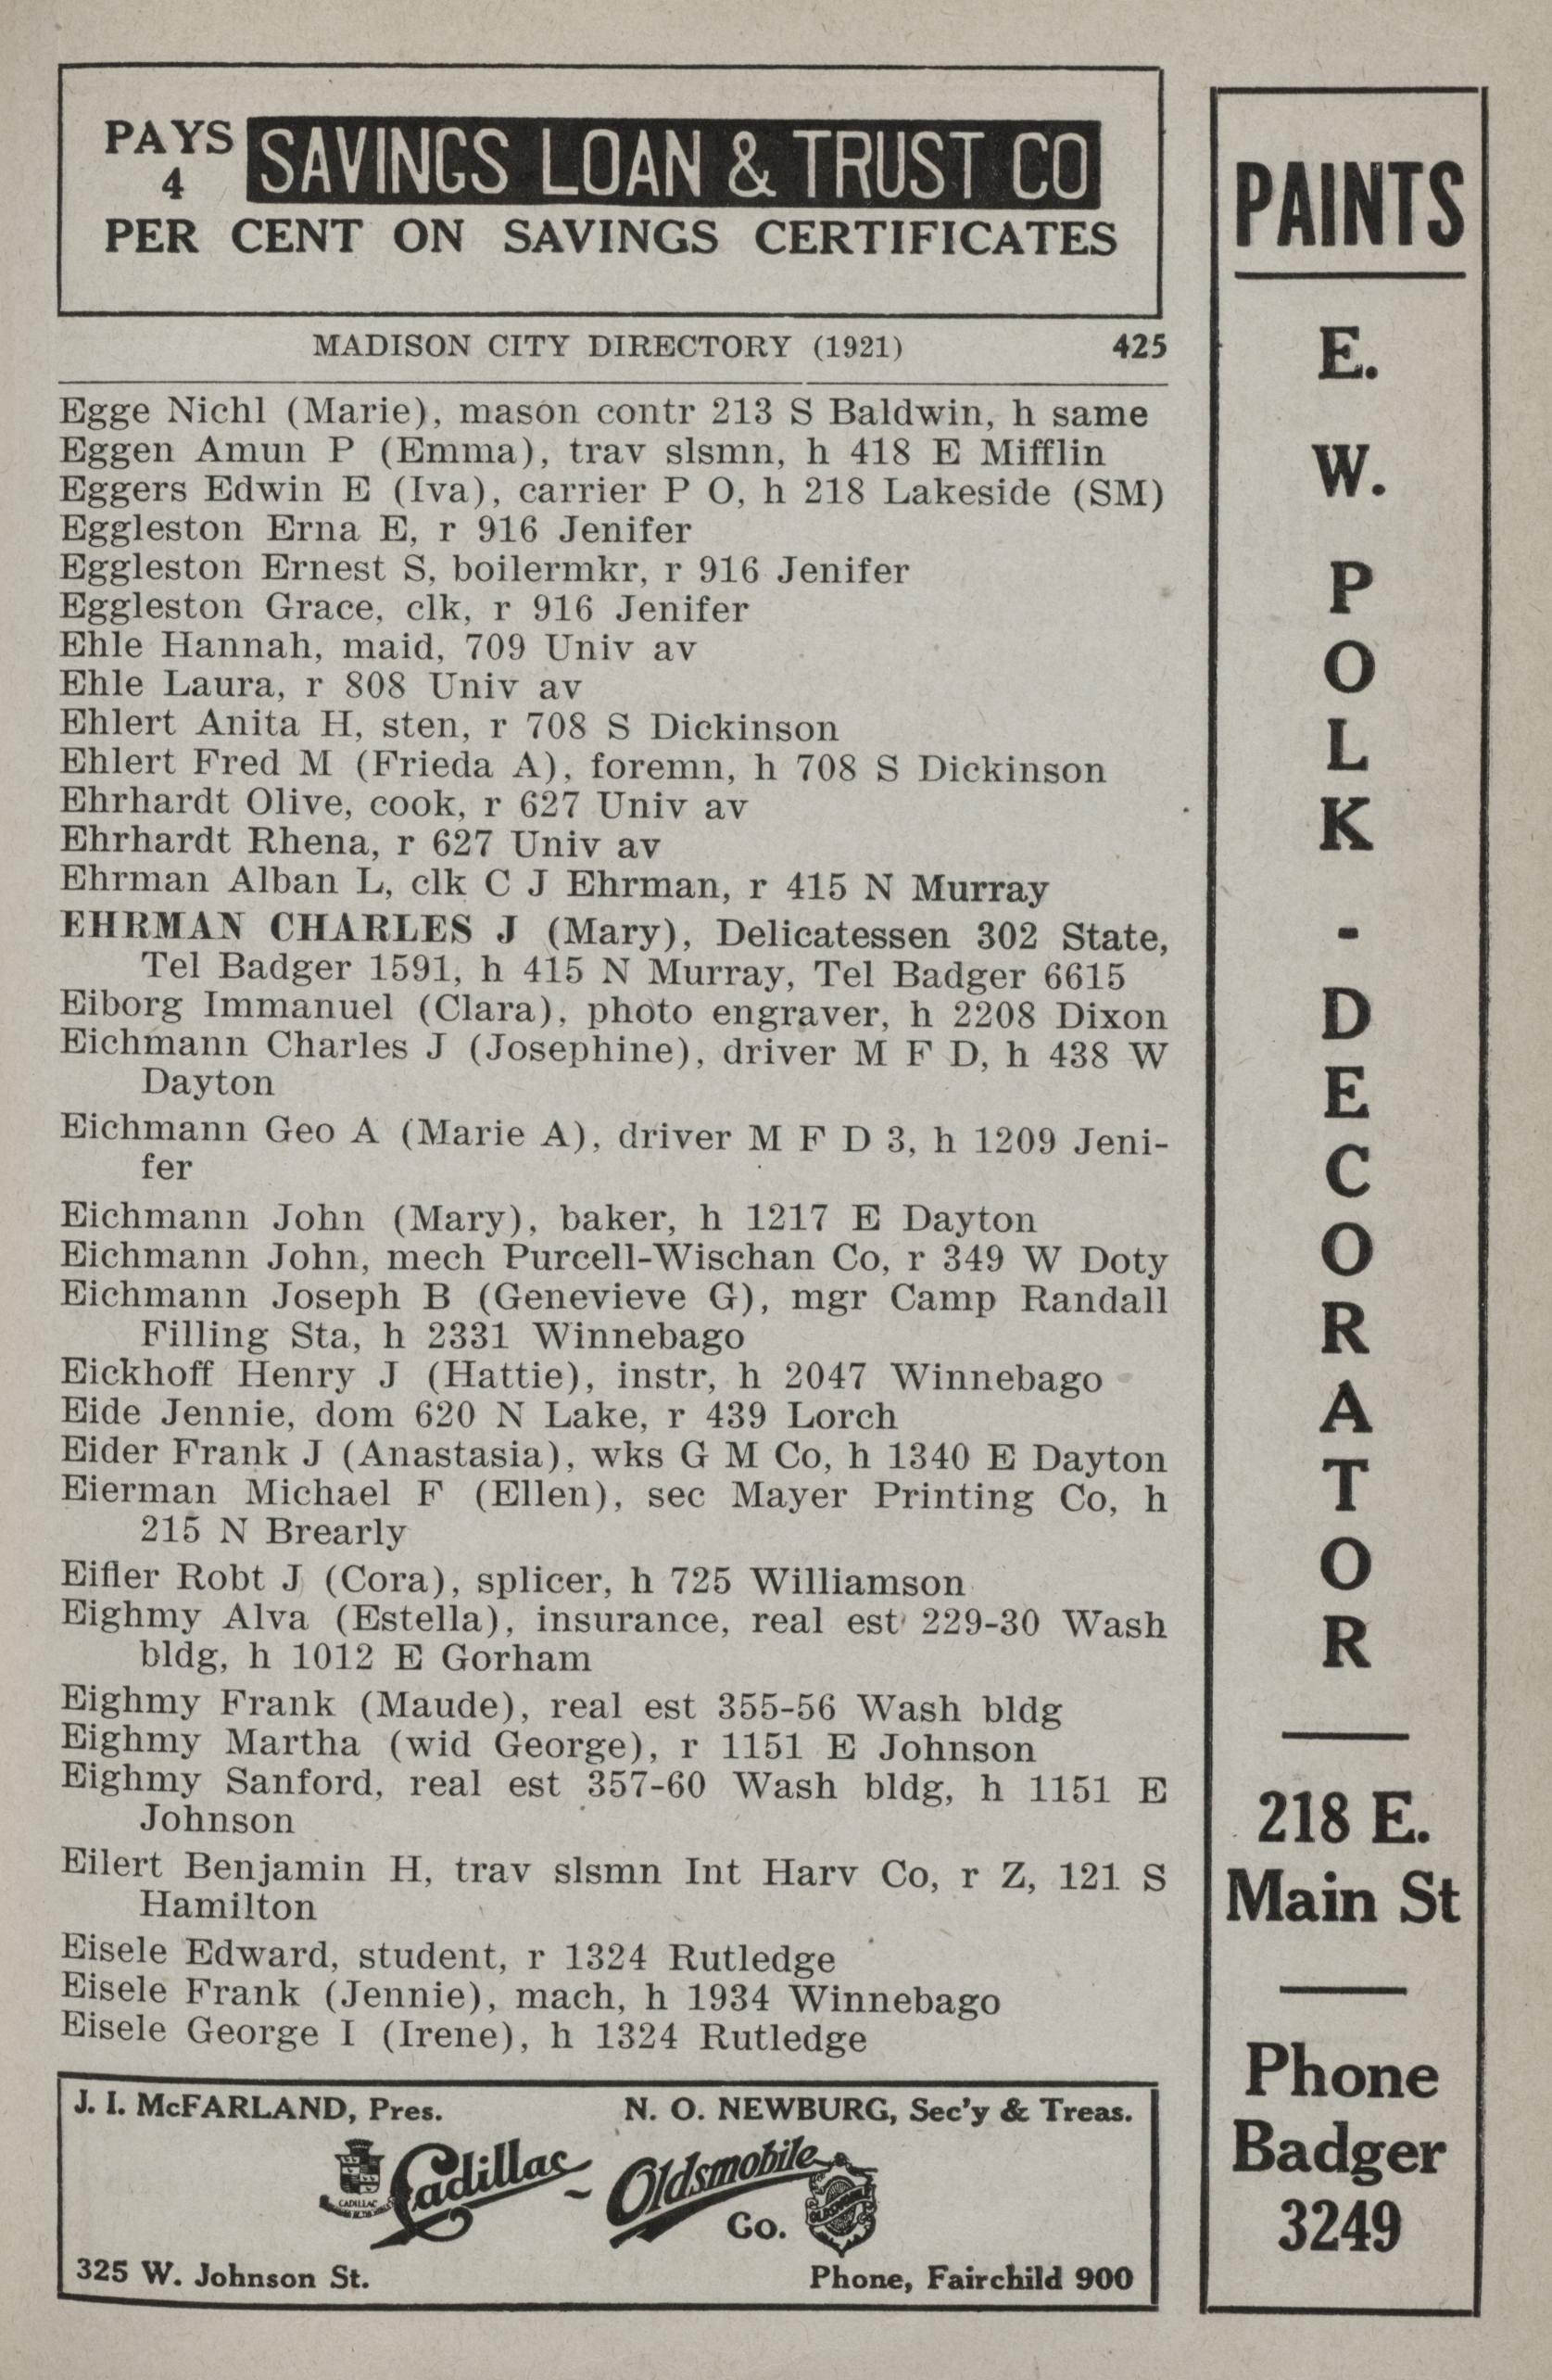 PAYS
4
SAVINGS LOAN & TRUST CO
PER CENT ON SAVINGS CERTIFICATES
MADISON CITY DIRECTORY (1921) 425
Egge Nichl (Marie), mason contr 213 S Baldwin, h same
Eggen Amun P (Emma), trav slsmn, h 418 E Mifflin
Eggers Edwin E (Iva), carrier P O, h 218 Lakeside (SM)
Eggleston Erna E, r 916 Jenifer
Eggleston Ernest S, boilermkr, r 916 Jenifer
Eggleston Grace, clk, r 916 Jenifer
Ehle Hannah, maid, 709 Univ av
Ehle Laura, r 808 Univ av
Ehlert Anita H, sten, r 708 S Dickinson
Ehlert Fred M (Frieda A), foremn, h 708 S Dickinson
Ehrhardt Olive, cook, r 627 Univ av
Ehrhardt Rhena, r 627 Univ av
Ehrman Alban L, clk C J Ehrman, r 415 N Murray
EHRMAN CHARLES J (Mary), Delicatessen 302 State,
Tel Badger 1591, h 415 N Murray, Tel Badger 6615
Eiborg Immanuel (Clara), photo engraver, h 2208 Dixon
Eichmann Charles J (Josephine), driver M F D, h 438 W
Dayton
Eichmann Geo A (Marie A), driver M F D 3, h 1209 Jeni-
fer
Eichmann John (Mary), baker, h 1217 E Dayton
Eichmann John, mech Purcell-Wischan Co, r 349 W Doty
Eichmann Joseph B (Genevieve G), mgr Camp Randall
Filling Sta, h 2331 Winnebago
Eickhoff Henry J (Hattie), instr, h 2047 Winnebago
Eide Jennie, dom 620 N Lake, r 439 Lorch
Eider Frank J (Anastasia), wks G M Co, h 1340 E Dayton
Eierman Michael F (Ellen), sec Mayer Printing Co, h
215 N Brearly
Eifler Robt J (Cora), splicer, h 725 Williamson
Eighmy Alva (Estella), insurance, real est 229-30 Wash
bldg, h 1012 E Gorham
Eighmy Frank (Maude), real est 355-56 Wash bldg
Eighmy Martha (wid George), r 1151 E Johnson
Eighmy Sanford, real est 357-60 Wash bldg, h 1151 E
Johnson
Eilert Benjamin H, trav slsmn Int Harv Co, r Z, 121 S
Hamilton
Eisele Edward, student, r 1324 Rutledge
Eisele Frank (Jennie), mach, h 1934 Winnebago
Eisele George I (Irene), h 1324 Rutledge
J. I. McFARLAND, Pres. N. O. NEWBURG, Sec'y & Treas.
CADILLAC
Cadillac - Oldsmobile
Co.
325 W. Johnson St. Phone, Fairchild 900
PAINTS
E.
W.
P
O
L
K
-
D
E
C
O
R
A
T
O
R
218 E.
Main St
Phone
Badger
3249